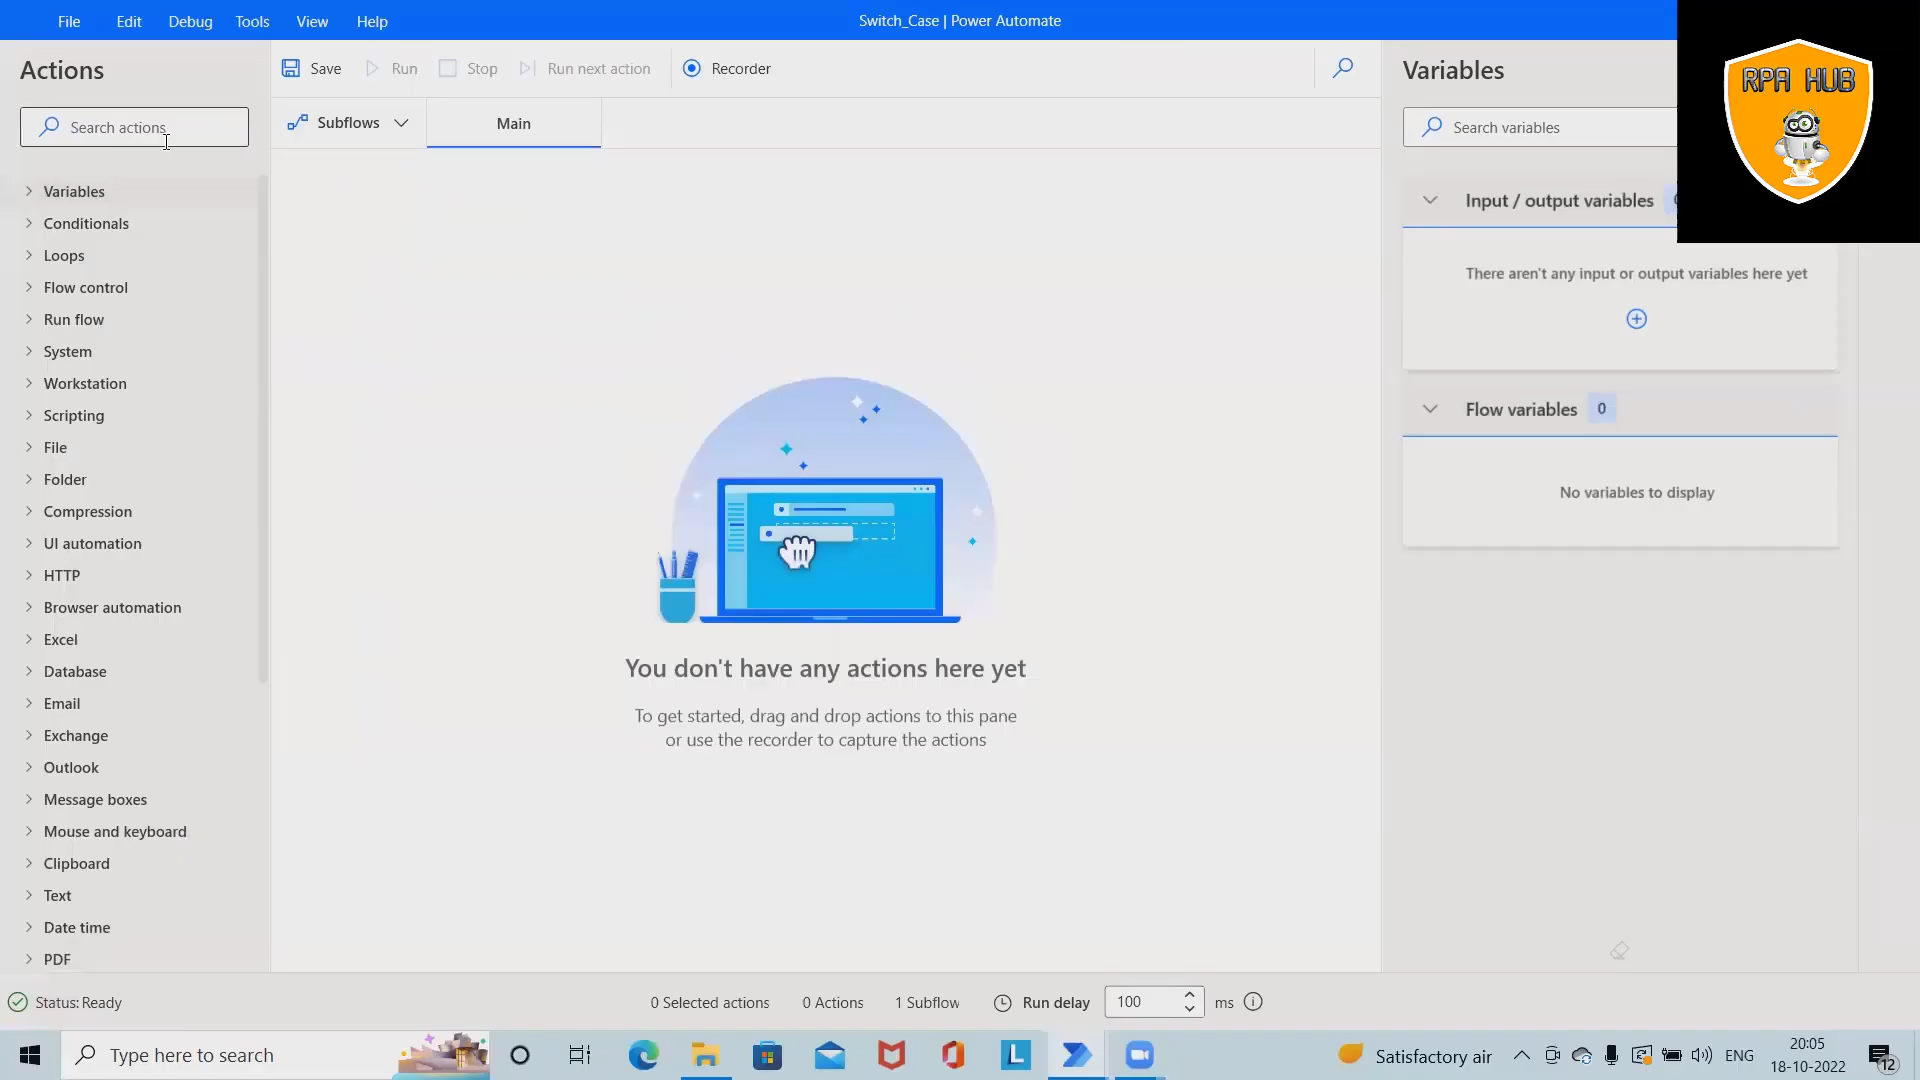 File Edit Debug Tools View Help
Switch_Case | Power Automate
RPA HUB
Actions
Search actions
Variables
Conditionals
Loops
Flow control
Run flow
System
Workstation
Scripting
File
Folder
Compression
UI automation
HTTP
Browser automation
Excel
Database
Email
Exchange
Outlook
Message boxes
Mouse and keyboard
Clipboard
Text
Date time
PDF
Save Run Stop Run next action Recorder
Subflows Main
You don't have any actions here yet
To get started, drag and drop actions to this pane
or use the recorder to capture the actions
Variables
Search variables
Input / output variables
There aren't any input or output variables here yet
Flow variables 0
No variables to display
Status: Ready 0 Selected actions 0 Actions 1 Subflow Run delay 100 ms
Type here to search
L
Satisfactory air
ENG
20:05
18-10-2022
12